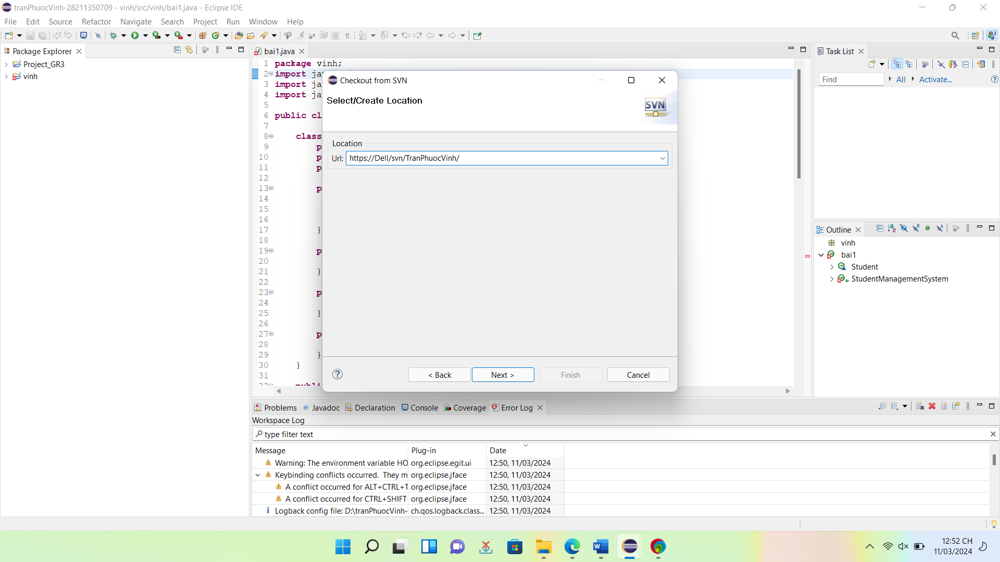 tranPhuocVinh-28211350709 - vinh/src/vinh/bai1.java - Eclipse IDE
File Edit Source Refactor Navigate Search Project Run Window Help
Package Explorer
Project_GR3
vinh
bai1.java
1 package vinh;
2 import ja
3 import ja
4 import ja
5
6 public cl
7
8 class
9 p
10 p
11 p
12
13 p
14
15
16
17 }
18
19 p
20
21 }
22
23 p
24
25 }
26
27 p
28
29 }
30 }
31
Checkout from SVN
Select/Create Location
SVN
Location
Url: https://Dell/svn/TranPhuocVinh/
< Back Next > Finish Cancel
Task List
Find All Activate...
Outline
vinh
bai1
Student
StudentManagementSystem
Problems Javadoc Declaration Console Coverage Error Log
Workspace Log
type filter text
Message Plug-in Date
Warning: The environment variable HO org.eclipse.egit.ui 12:50, 11/03/2024
Keybinding conflicts occurred. They m org.eclipse.jface 12:50, 11/03/2024
A conflict occurred for ALT+CTRL+T org.eclipse.jface 12:50, 11/03/2024
A conflict occurred for CTRL+SHIFT org.eclipse.jface 12:50, 11/03/2024
Logback config file: D:\tranPhuocVinh- ch.qos.logback.class... 12:50, 11/03/2024
12:52 CH
11/03/2024